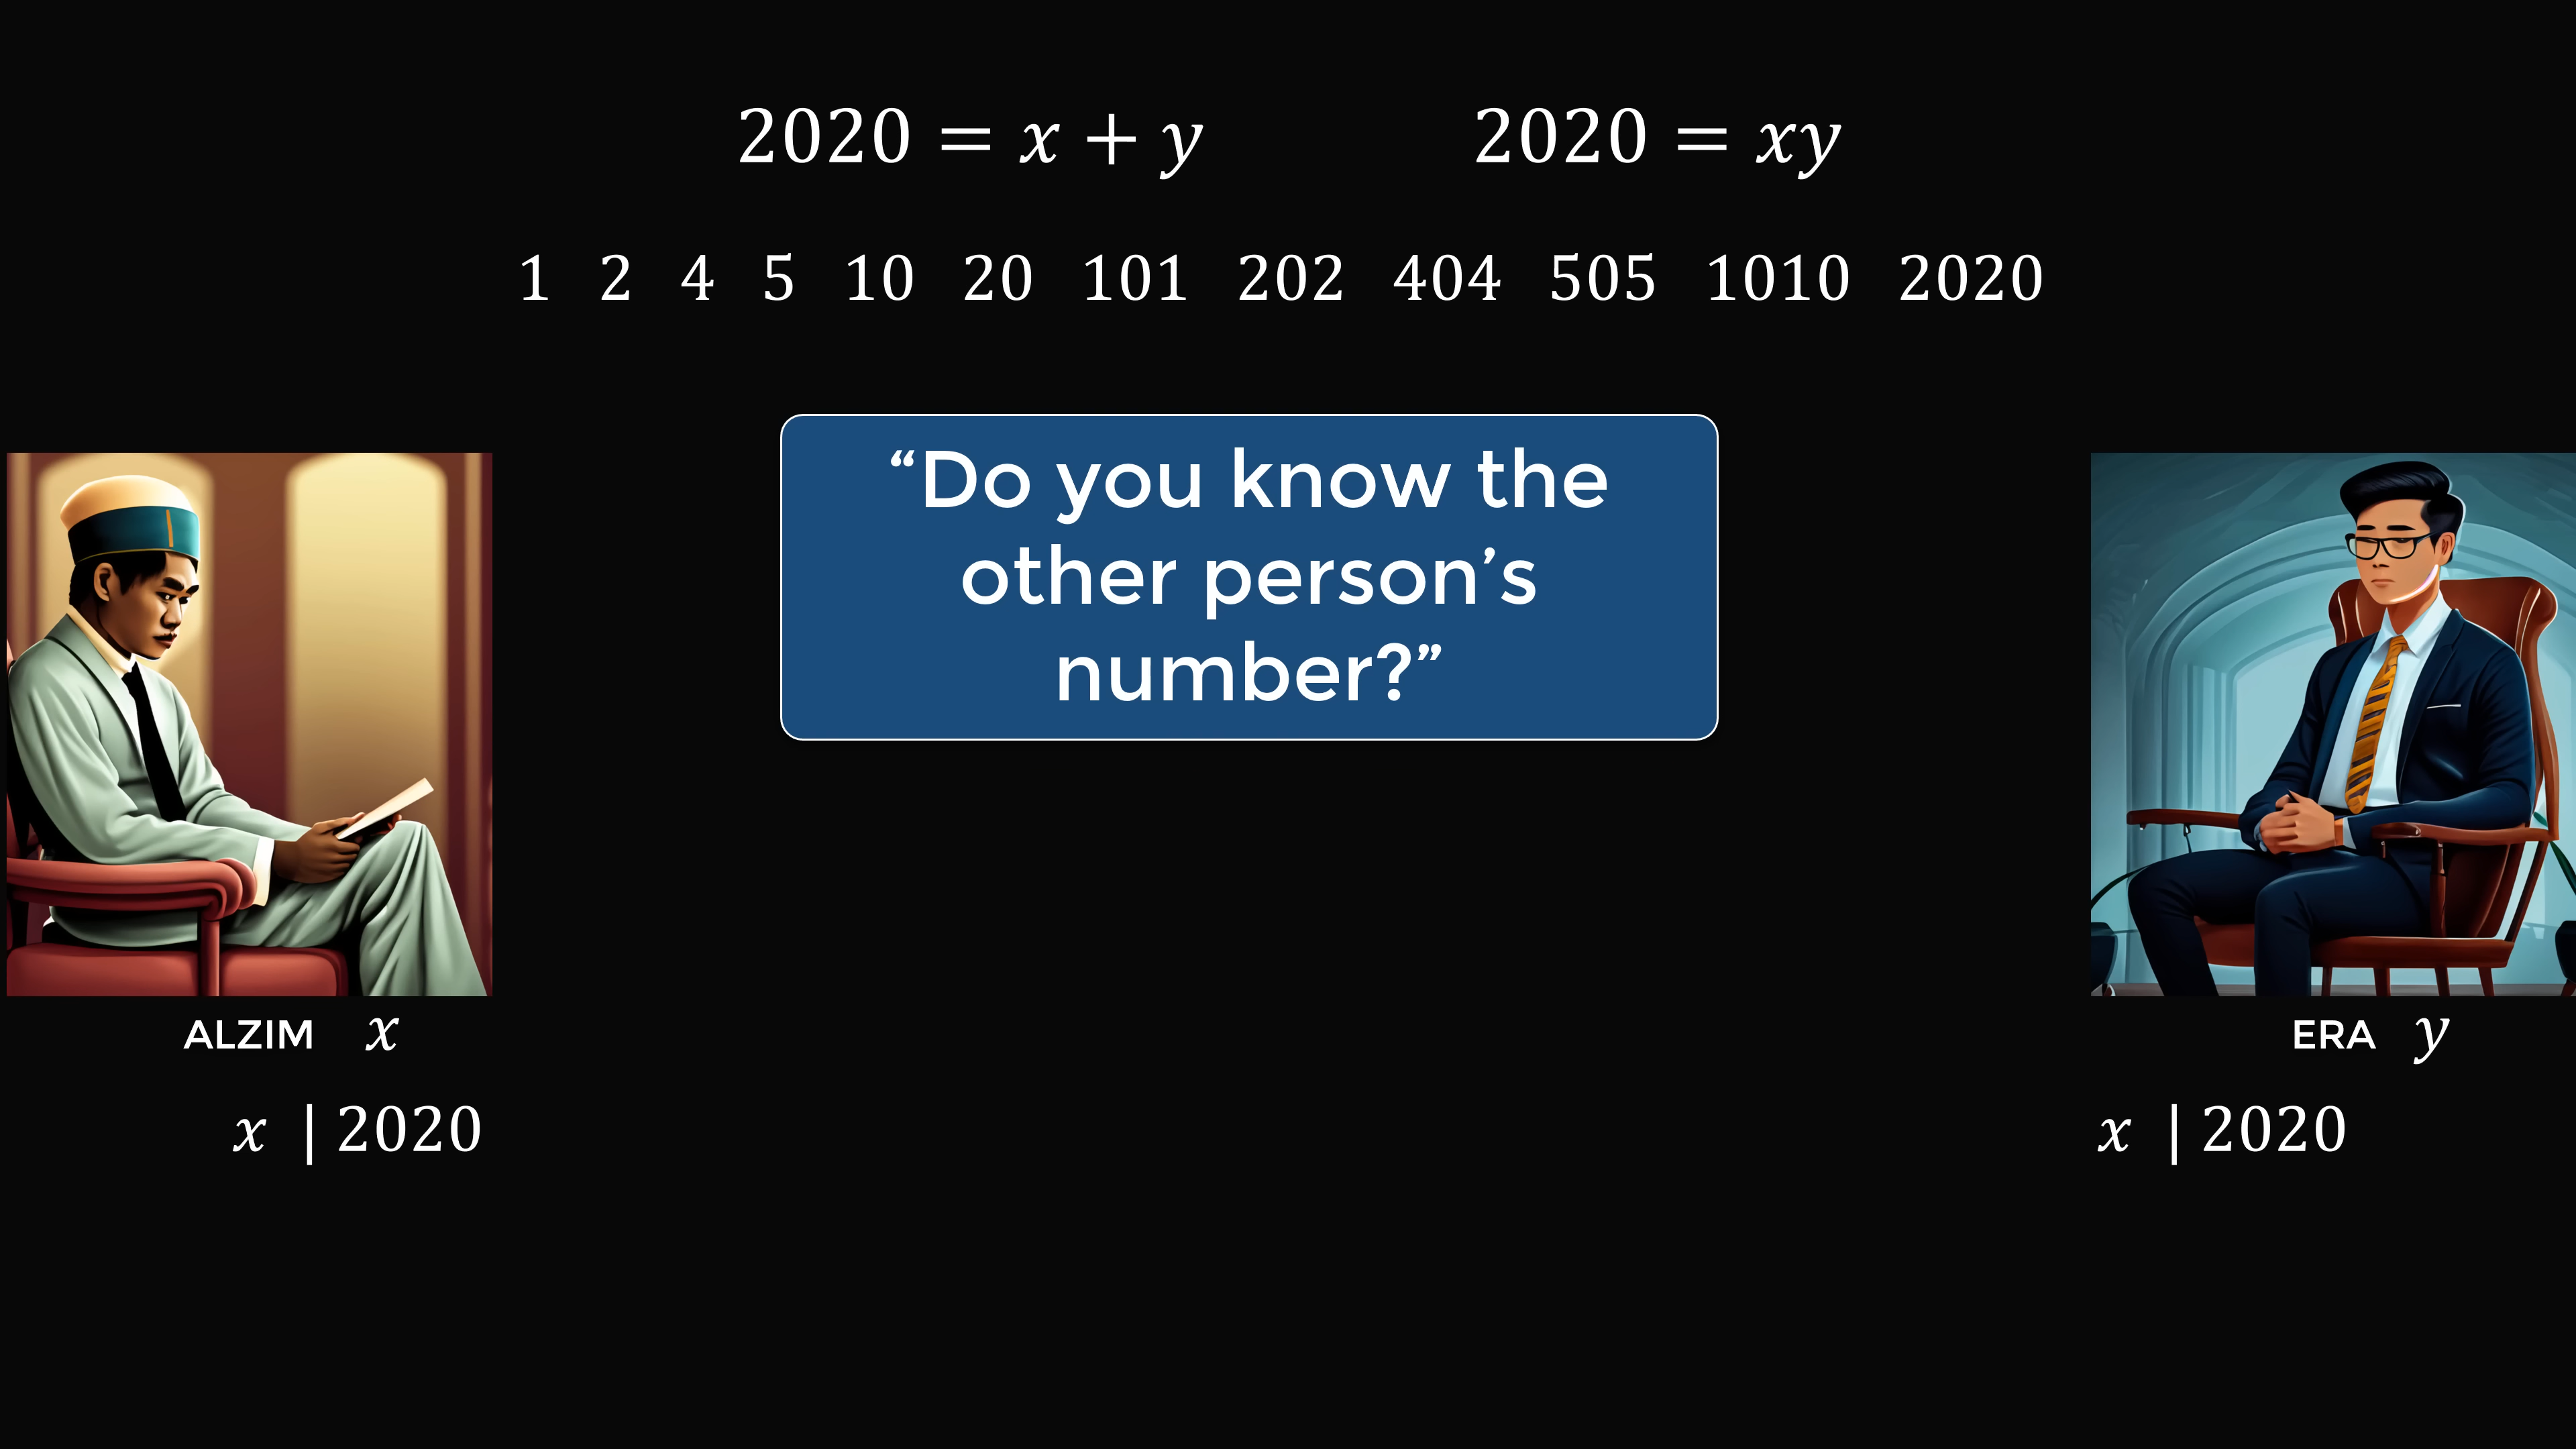 2020 = x + y 2020 = xy
1 2 4 5 10 20 101 202 404 505 1010 2020
“Do you know the
other person’s
number?”
ALZIM x
ERA y
x | 2020
x | 2020